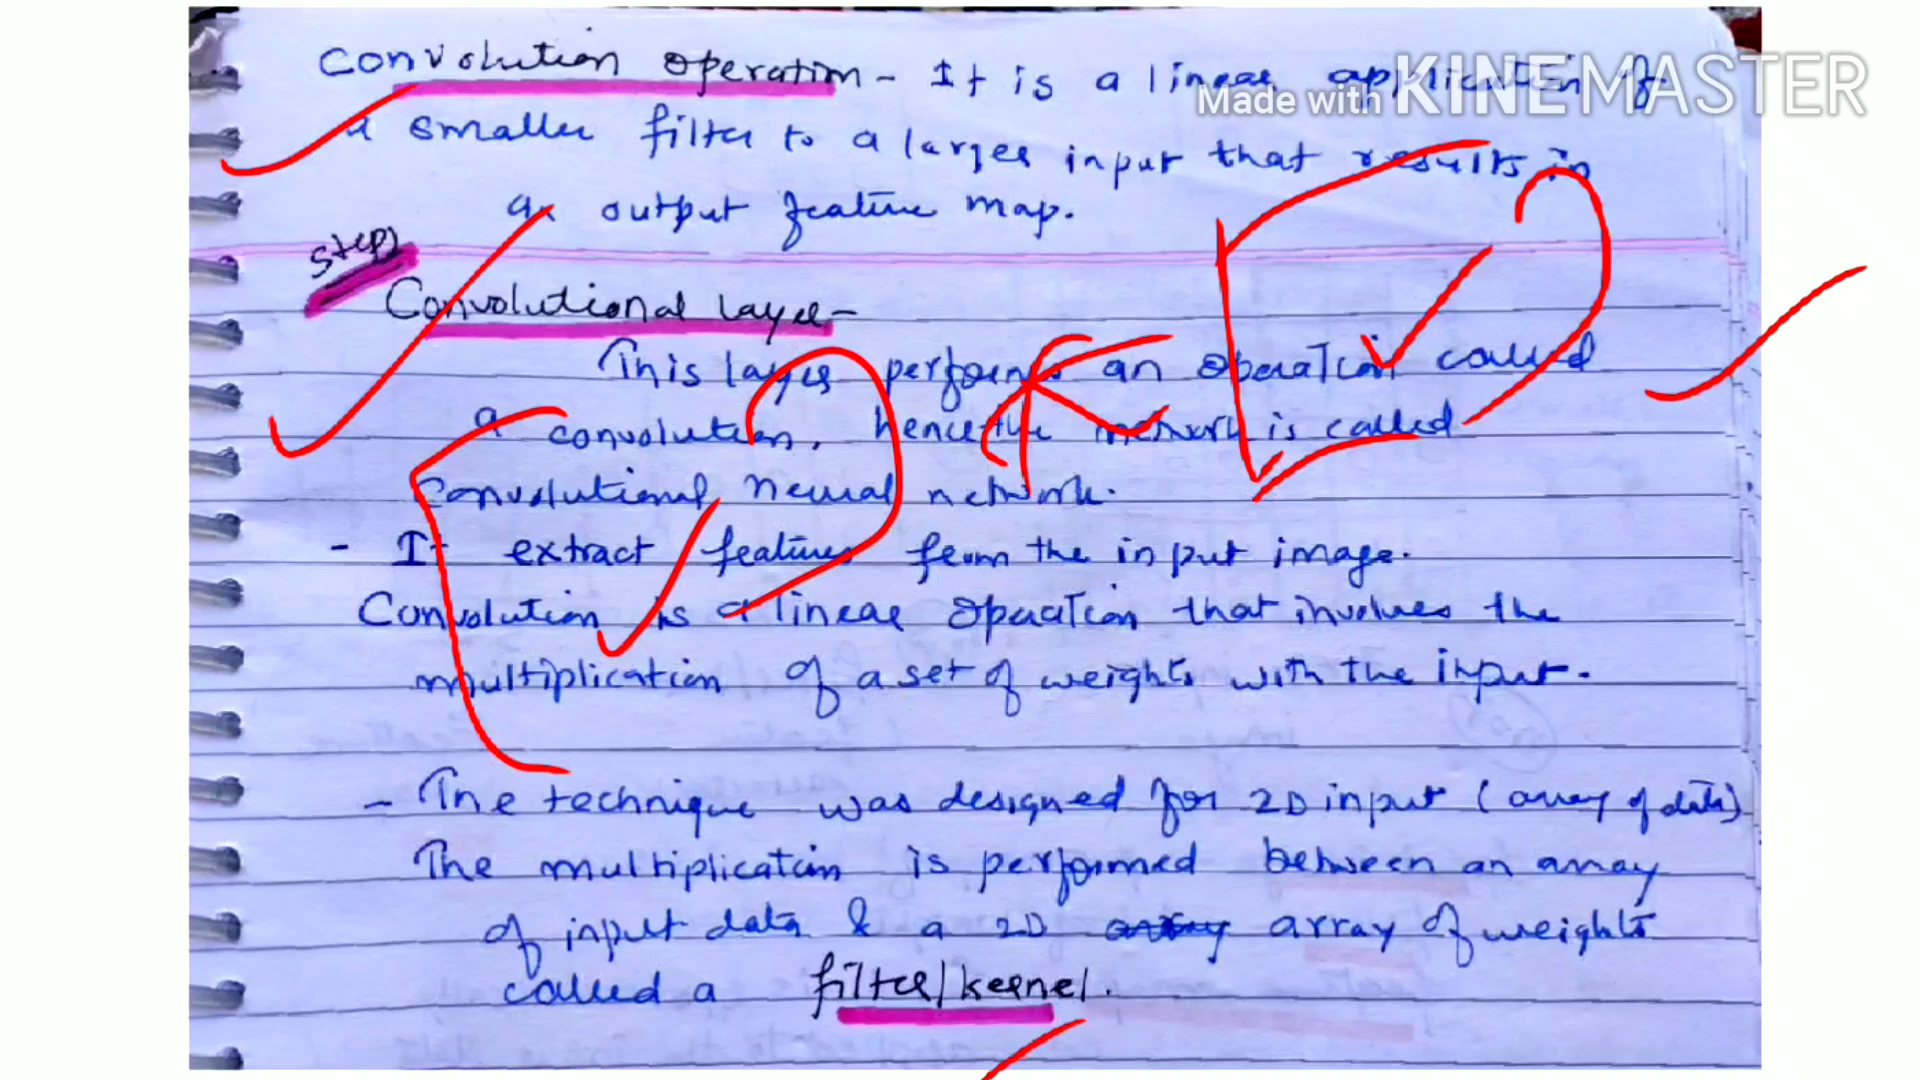 Convolution operation - It is a linear application of
a smaller filter to a larger input that results in
an output feature map.
Step 1
Convolutional layer -
This layer performs an operation called
a convolution, hence the network is called
Convolutional neural network.
- It extract features from the input image.
Convolution is a linear operation that involves the
multiplication of a set of weights with the input.
- The technique was designed for 2D input (array of data)
The multiplication is performed between an array
of input data & a 2D array of weights
called a filter/kernel.
Made with KINEMASTER